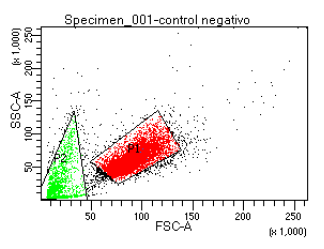 Specimen_001-control negativo
SSC-A
(x 1,000)
250
200
150
100
50
P2
P1
50
100
150
200
250
FSC-A
(x 1,000)